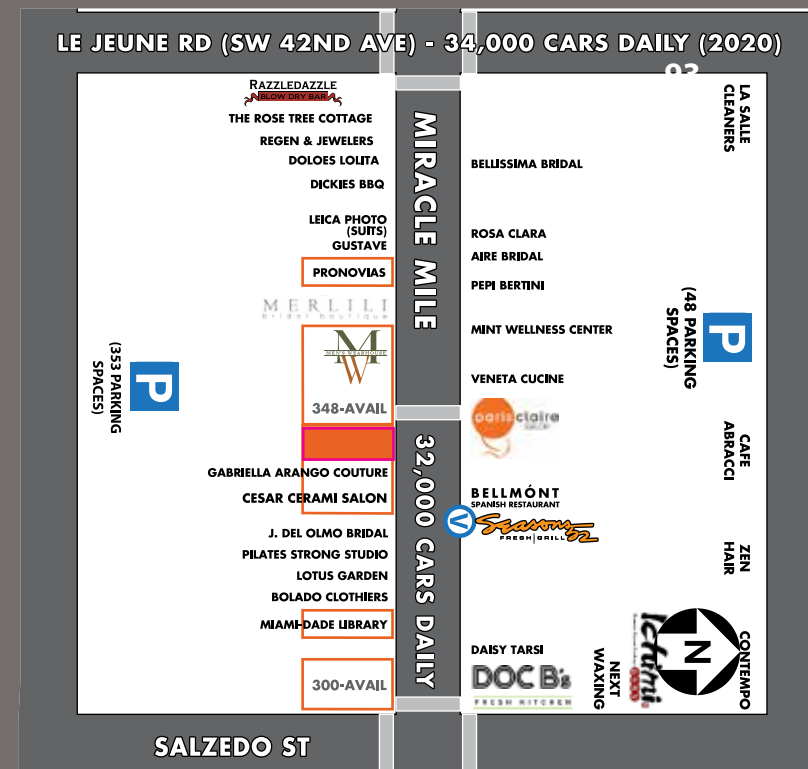 LE JEUNE RD (SW 42ND AVE) - 34,000 CARS DAILY (2020)
RAZZLEDAZZLE
BLOW DRY BAR
THE ROSE TREE COTTAGE
REGEN & JEWELERS
DOLOES LOLITA
DICKIES BBQ
LEICA PHOTO
(SUITS)
GUSTAVE
PRONOVIAS
MERLILI
bridal boutique
M
W
MEN'S WEARHOUSE
348-AVAIL
GABRIELLA ARANGO COUTURE
CESAR CERAMI SALON
J. DEL OLMO BRIDAL
PILATES STRONG STUDIO
LOTUS GARDEN
BOLADO CLOTHIERS
MIAMI-DADE LIBRARY
300-AVAIL
P
(353 PARKING
SPACES)
MIRACLE MILE
32,000 CARS DAILY
BELLISSIMA BRIDAL
ROSA CLARA
AIRE BRIDAL
PEPI BERTINI
MINT WELLNESS CENTER
VENETA CUCINE
parisclaire
BELLMÓNT
SPANISH RESTAURANT
V
Seasons 52
FRESH|GRILL
DAISY TARSI
DOC B's
FRESH KITCHEN
NEXT
WAXING
Ichimi
N
LA SALLE
CLEANERS
P
(48 PARKING
SPACES)
CAFE
ABRACCI
ZEN
HAIR
CONTEMPO
SALZEDO ST